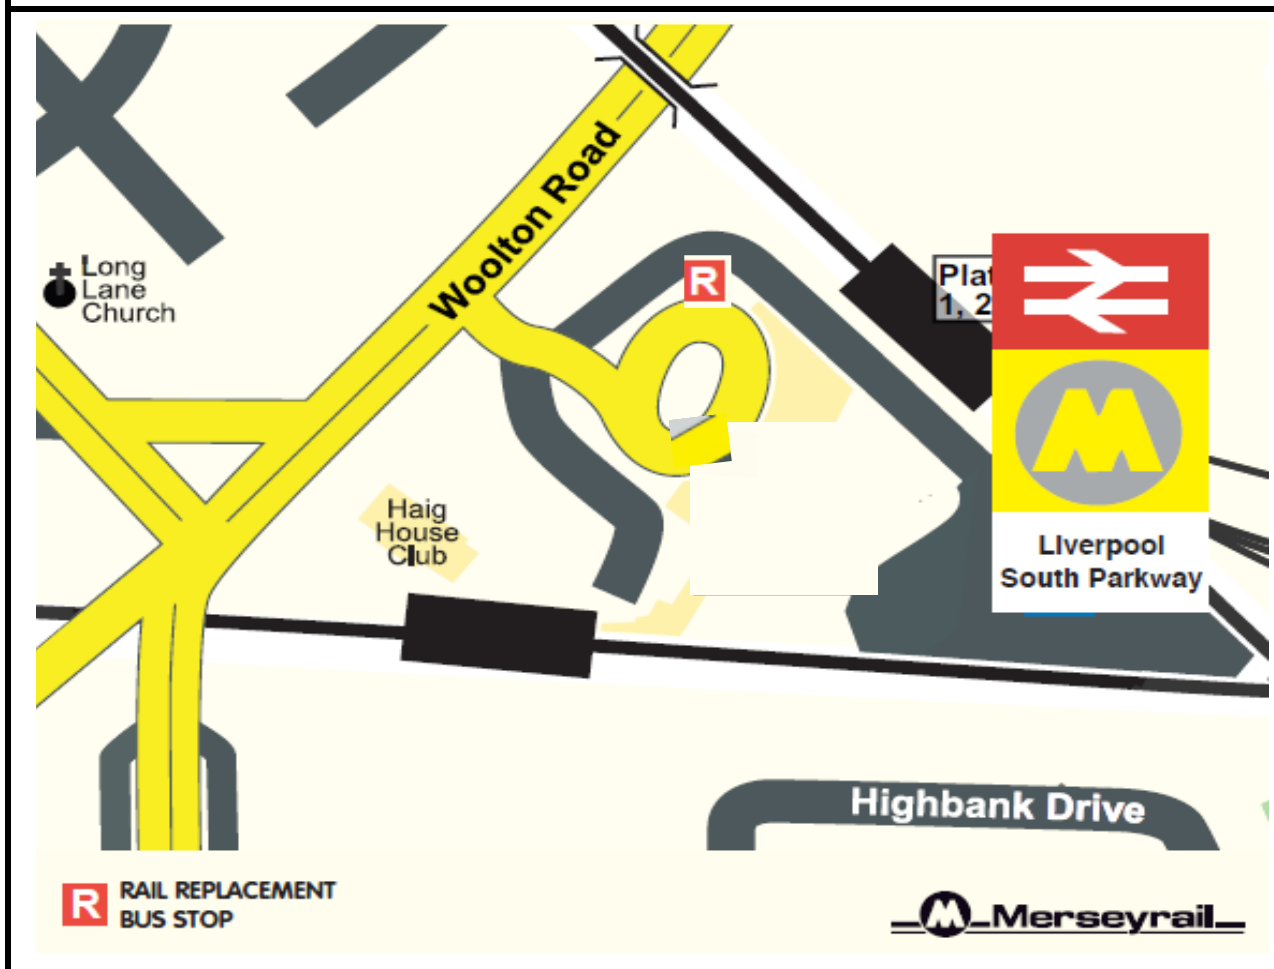 Woolton Road
Long
Lane
Church
R
Plat
1, 2
M
Liverpool
South Parkway
Haig
House
Club
Highbank Drive
R RAIL REPLACEMENT
BUS STOP
M Merseyrail